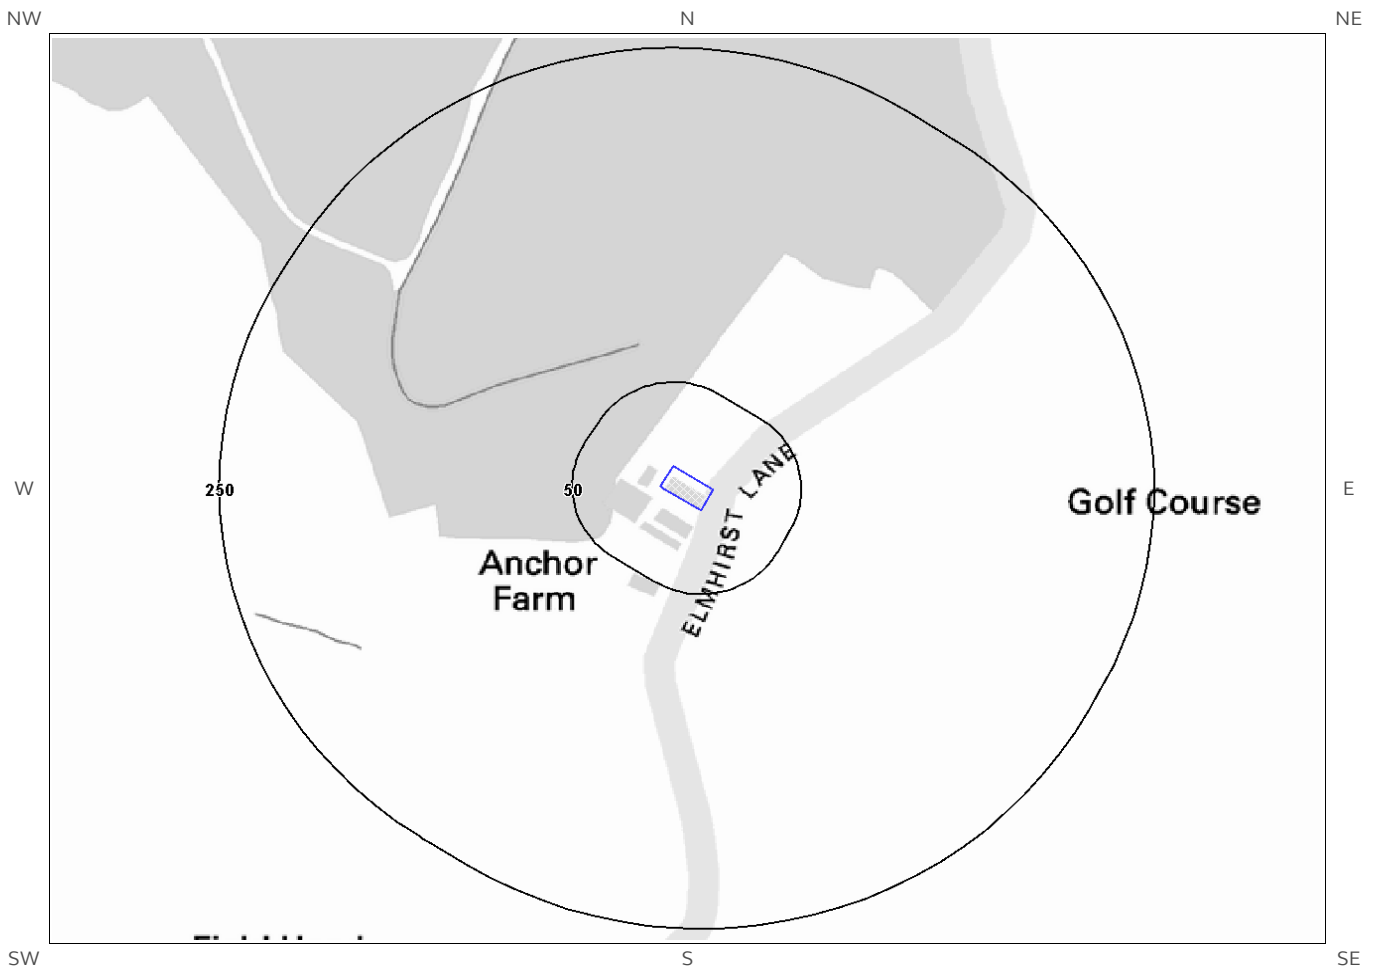 NW N NE
W 250 50 E
ELMHIRST LANE
Golf Course
Anchor
Farm
SW S SE